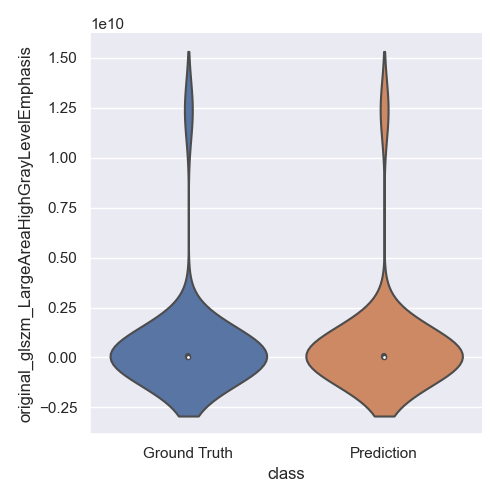 1e10
1.50
1.25
1.00
0.75
0.50
0.25
0.00
−0.25
original_glszm_LargeAreaHighGrayLevelEmphasis
Ground Truth
Prediction
class